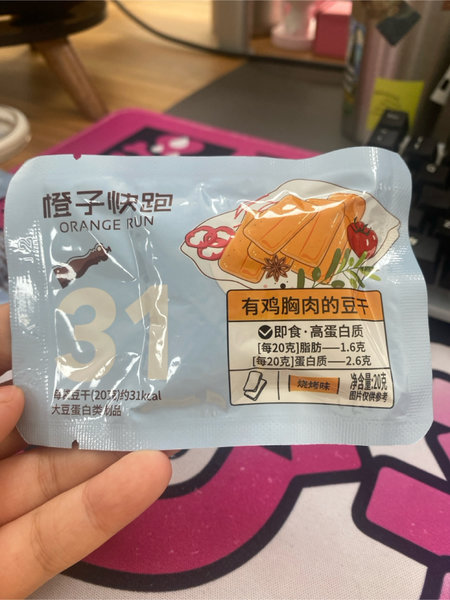 橙子快跑
ORANGE RUN
31
每袋豆干(20克)约31kcal
大豆蛋白类制品
有鸡胸肉的豆干
即食·高蛋白质
[每20克]脂肪——1.6克
[每20克]蛋白质——2.6克
烧烤味
净含量:20克
图片仅供参考